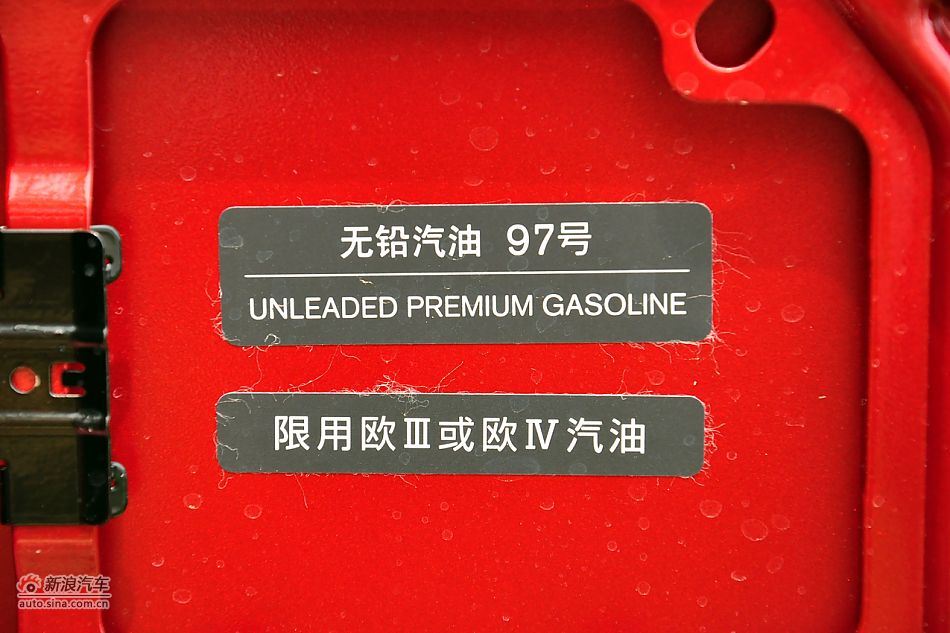 无铅汽油 97号
UNLEADED PREMIUM GASOLINE
限用欧Ⅲ或欧Ⅳ汽油
新浪汽车
auto.sina.com.cn